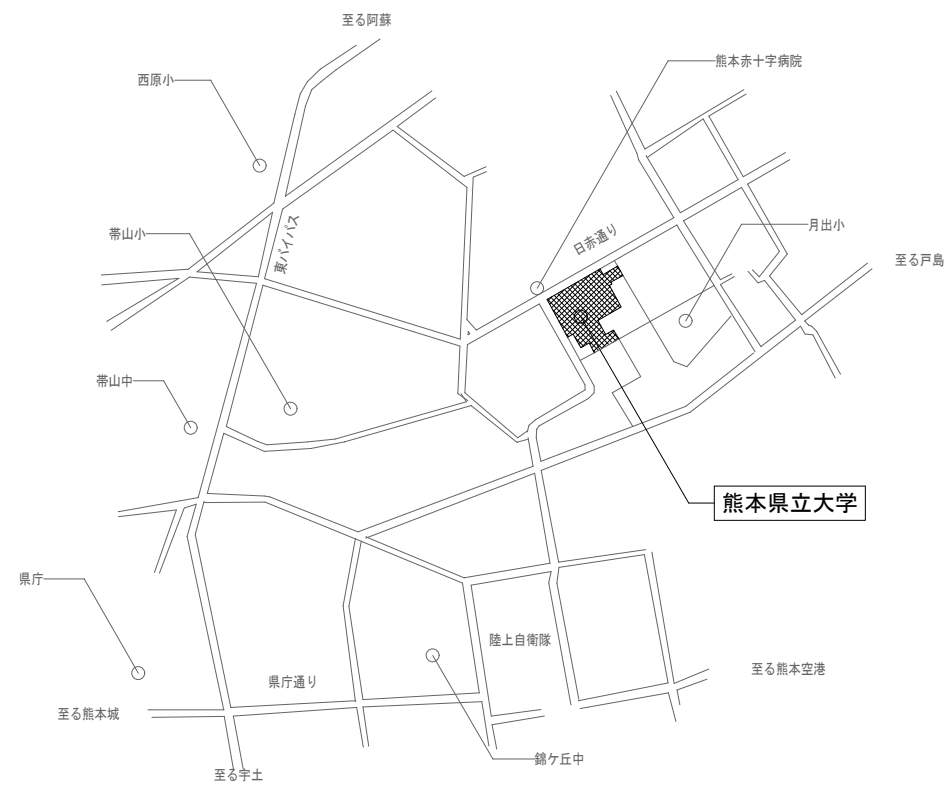 至る阿蘇
西原小
熊本赤十字病院
帯山小
東バイパス
日赤通り
月出小
至る戸島
帯山中
熊本県立大学
県庁
陸上自衛隊
県庁通り
至る熊本空港
至る熊本城
錦ケ丘中
至る宇土